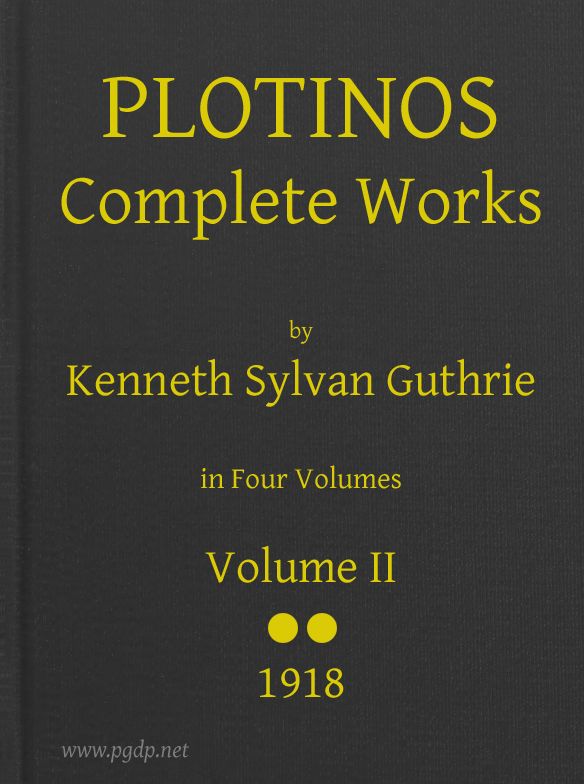 PLOTINOS
Complete Works
by
Kenneth Sylvan Guthrie
in Four Volumes
Volume II
1918
www.pgdp.net